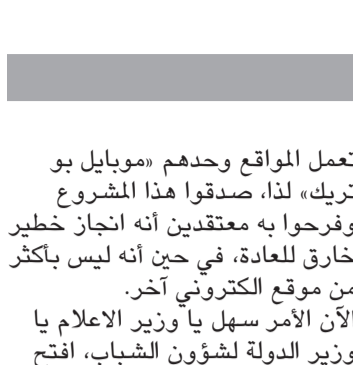 تعمل المواقع وحدهم «موبايل بو
تريك» لذا، صدقوا هذا المشروع
وفرحوا به معتقدين أنه انجاز خطير
خارق للعادة، في حين أنه ليس بأكثر
من موقع الكتروني آخر.
الآن الأمر سهل يا وزير الاعلام يا
وزير الدولة لشؤون الشباب، افتح